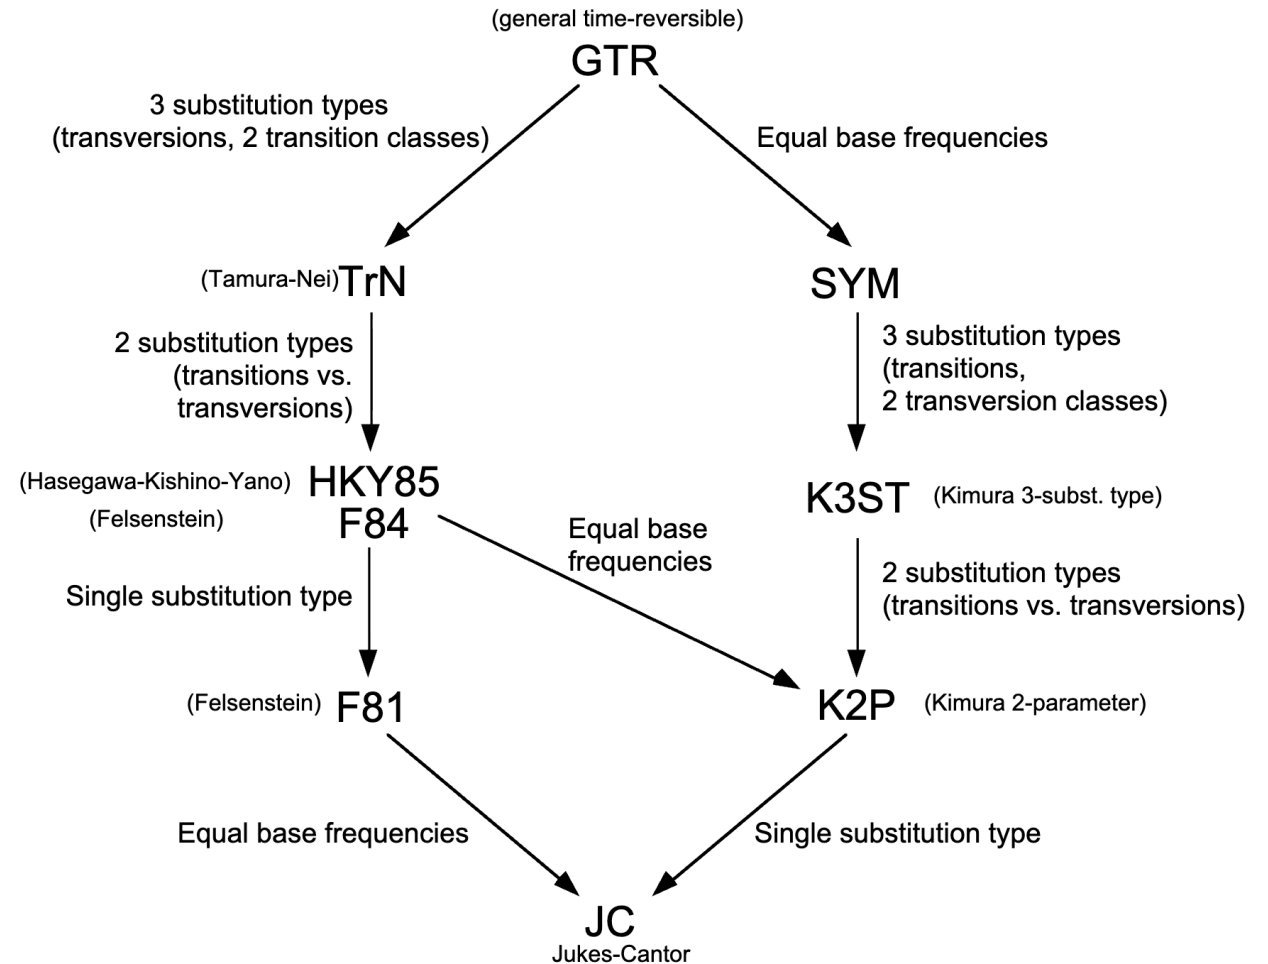 (general time-reversible)
GTR
3 substitution types
(transversions, 2 transition classes)
Equal base frequencies
(Tamura-Nei) TrN
SYM
2 substitution types
(transitions vs.
transversions)
3 substitution types
(transitions,
2 transversion classes)
(Hasegawa-Kishino-Yano) HKY85
(Felsenstein) F84
K3ST (Kimura 3-subst. type)
Equal base
frequencies
Single substitution type
2 substitution types
(transitions vs. transversions)
(Felsenstein) F81
K2P (Kimura 2-parameter)
Equal base frequencies
Single substitution type
JC
Jukes-Cantor